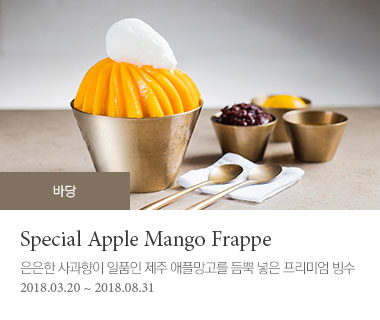 바당
Special Apple Mango Frappe
은은한 사과향이 일품인 제주 애플망고를 듬뿍 넣은 프리미엄 빙수
2018.03.20 ~ 2018.08.31